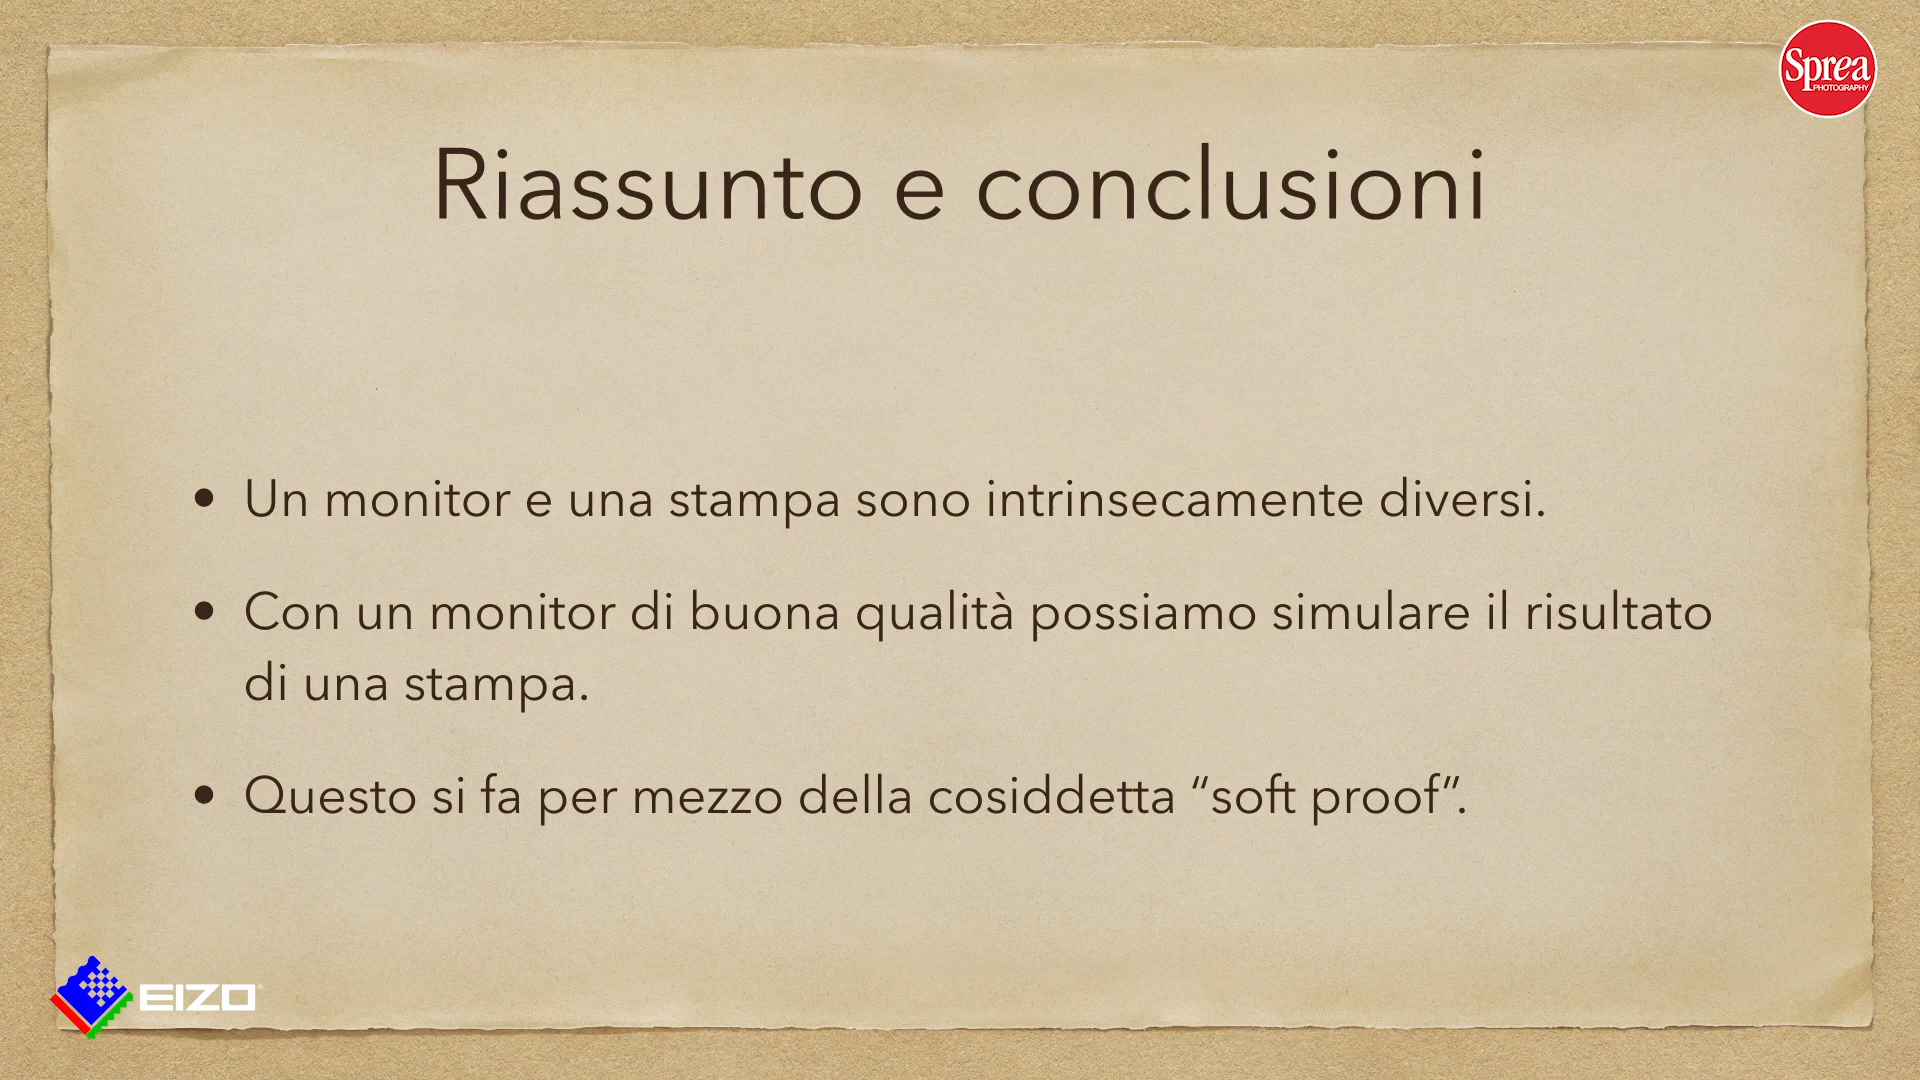 Sprea
PHOTOGRAPHY
Riassunto e conclusioni
• Un monitor e una stampa sono intrinsecamente diversi.
• Con un monitor di buona qualità possiamo simulare il risultato
di una stampa.
• Questo si fa per mezzo della cosiddetta “soft proof”.
EIZO